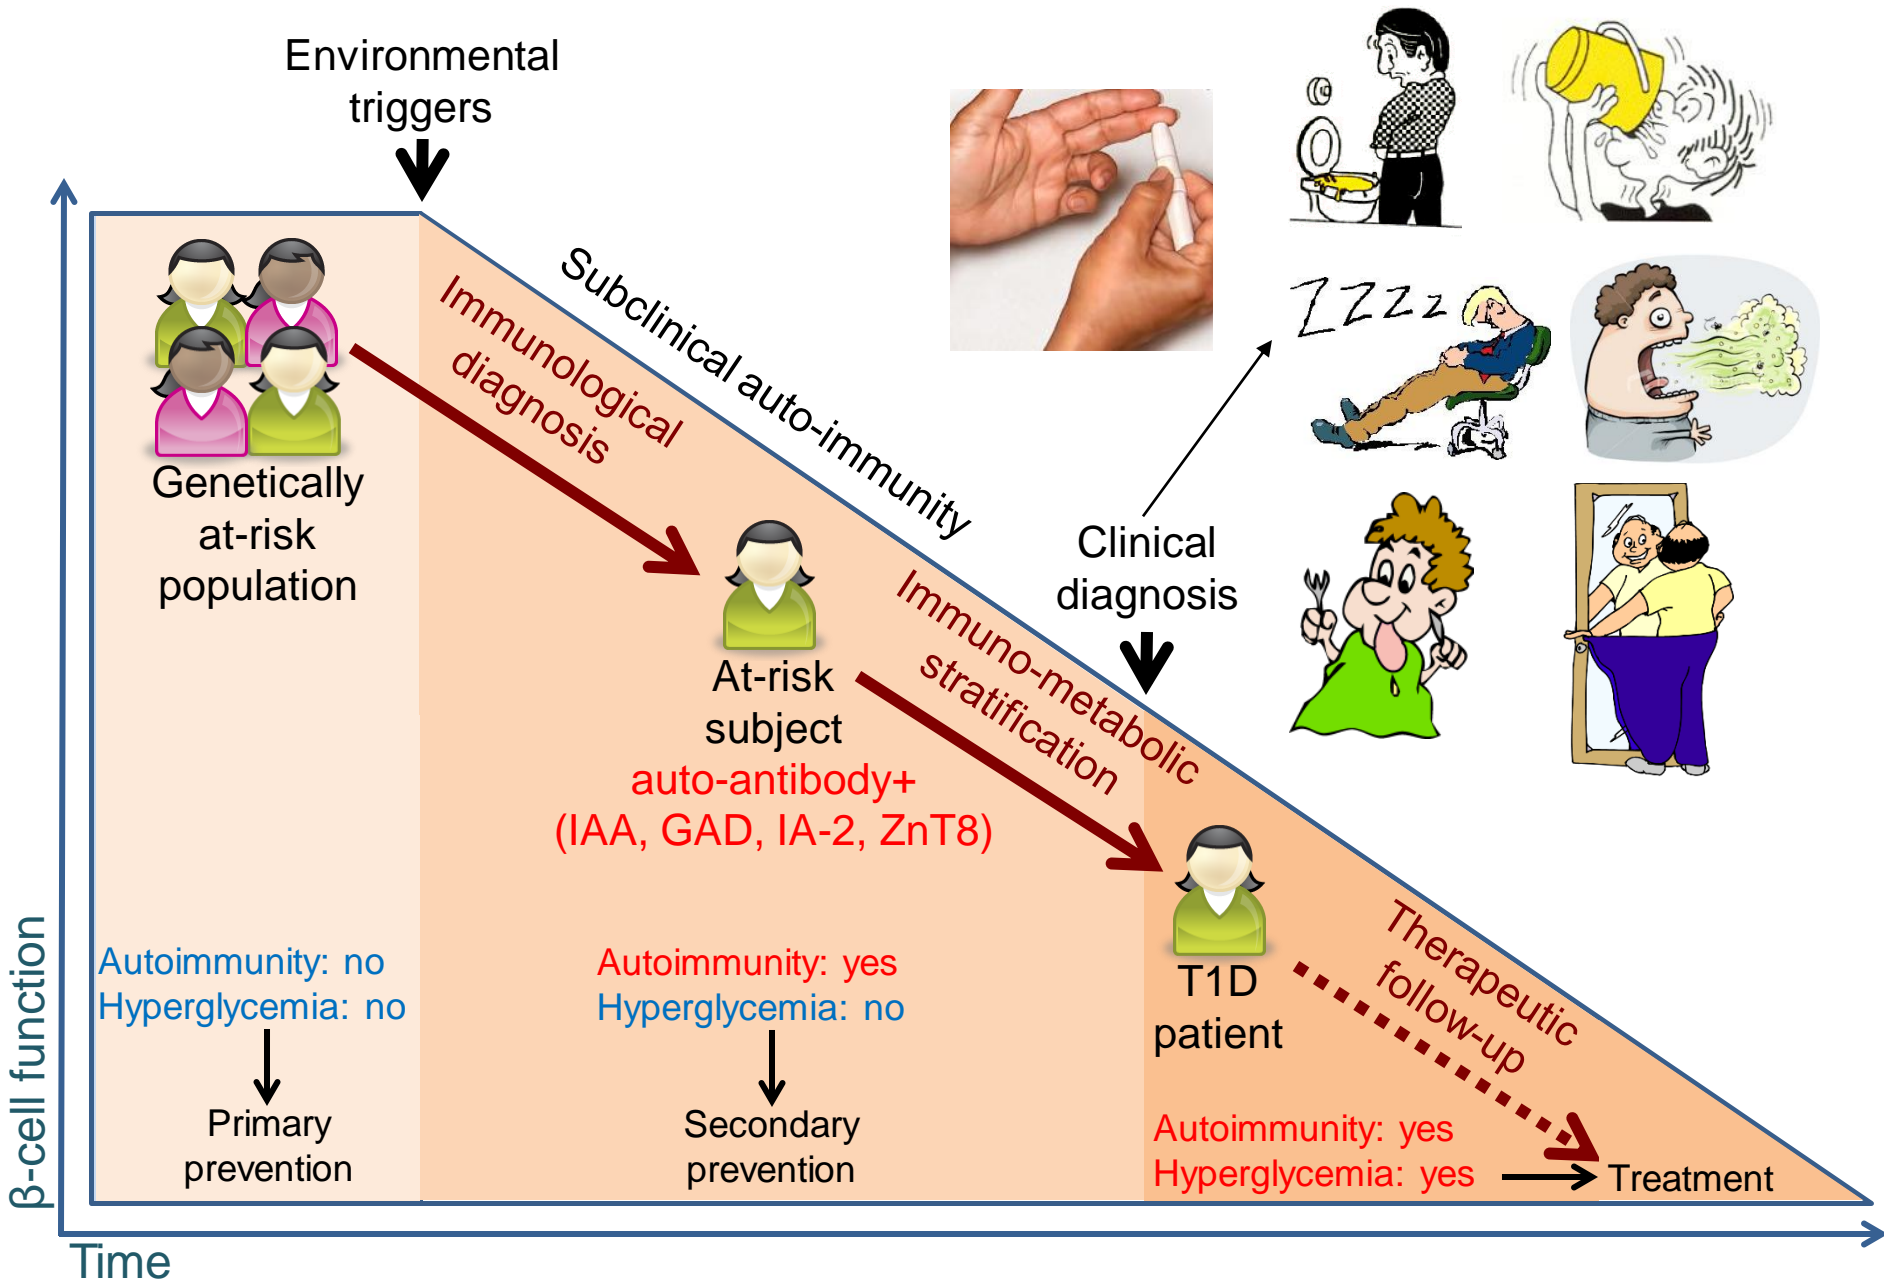 Environmental
triggers
Subclinical auto-immunity
Immunological
diagnosis
Genetically
at-risk
population
ZZZZ
Clinical
diagnosis
Immuno-metabolic
stratification
At-risk
subject
auto-antibody+
(IAA, GAD, IA-2, ZnT8)
Therapeutic
follow-up
T1D
patient
Autoimmunity: no
Hyperglycemia: no
Primary
prevention
Autoimmunity: yes
Hyperglycemia: no
Secondary
prevention
Autoimmunity: yes
Hyperglycemia: yes
Treatment
β-cell function
Time